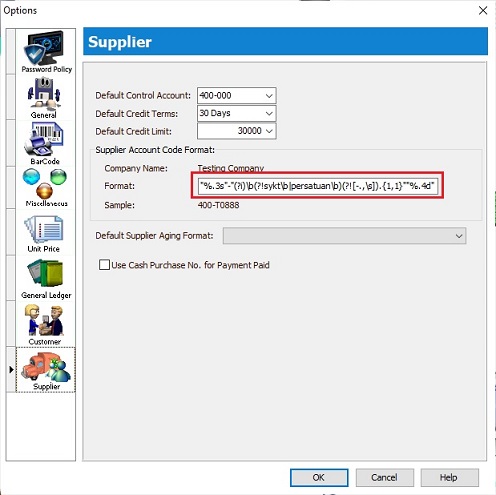 Options
Supplier
Password Policy
General
BarCode
Miscellaneous
Unit Price
General Ledger
Customer
Supplier
Default Control Account: 400-000
Default Credit Terms: 30 Days
Default Credit Limit: 30000
Supplier Account Code Format:
Company Name: Testing Company
Format: "%.3s"-"(?i)\b(?!sykt\b|persatuan\b)(?![-.,\s]).{1,1}""%.4d"
Sample: 400-T0888
Default Supplier Aging Format:
Use Cash Purchase No. for Payment Paid
OK Cancel Help